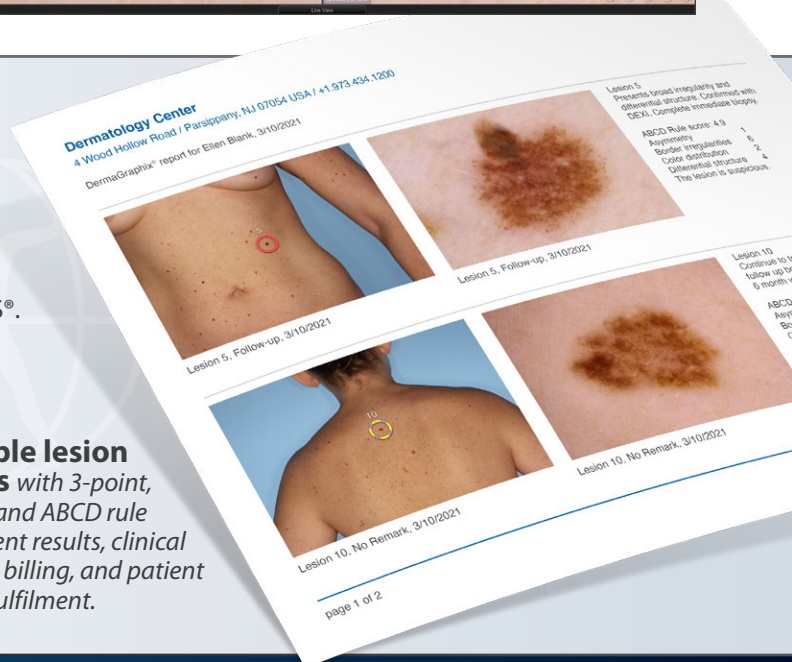 Live View
Dermatology Center
4 Wood Hollow Road / Parsippany, NJ 07054 USA / +1.973.434.1200
DermaGraphix® report for Ellen Blank, 3/10/2021
5
Lesion 5, Follow-up, 3/10/2021
Lesion 5, Follow-up, 3/10/2021
Lesion 5
Presents broad irregularity and
differential structure. Confirmed with
DEXI. Complete immediate biopsy.
ABCD Rule score: 4.9
Asymmetry 1
Border irregularities 6
Color distribution 2
Differential structure 4
The lesion is suspicious.
10
Lesion 10, No Remark, 3/10/2021
Lesion 10, No Remark, 3/10/2021
Lesion 10
Continue to
follow up
6 month
ABCD
page 1 of 2
®.
lesion
with 3-point,
and ABCD rule
results, clinical
billing, and patient